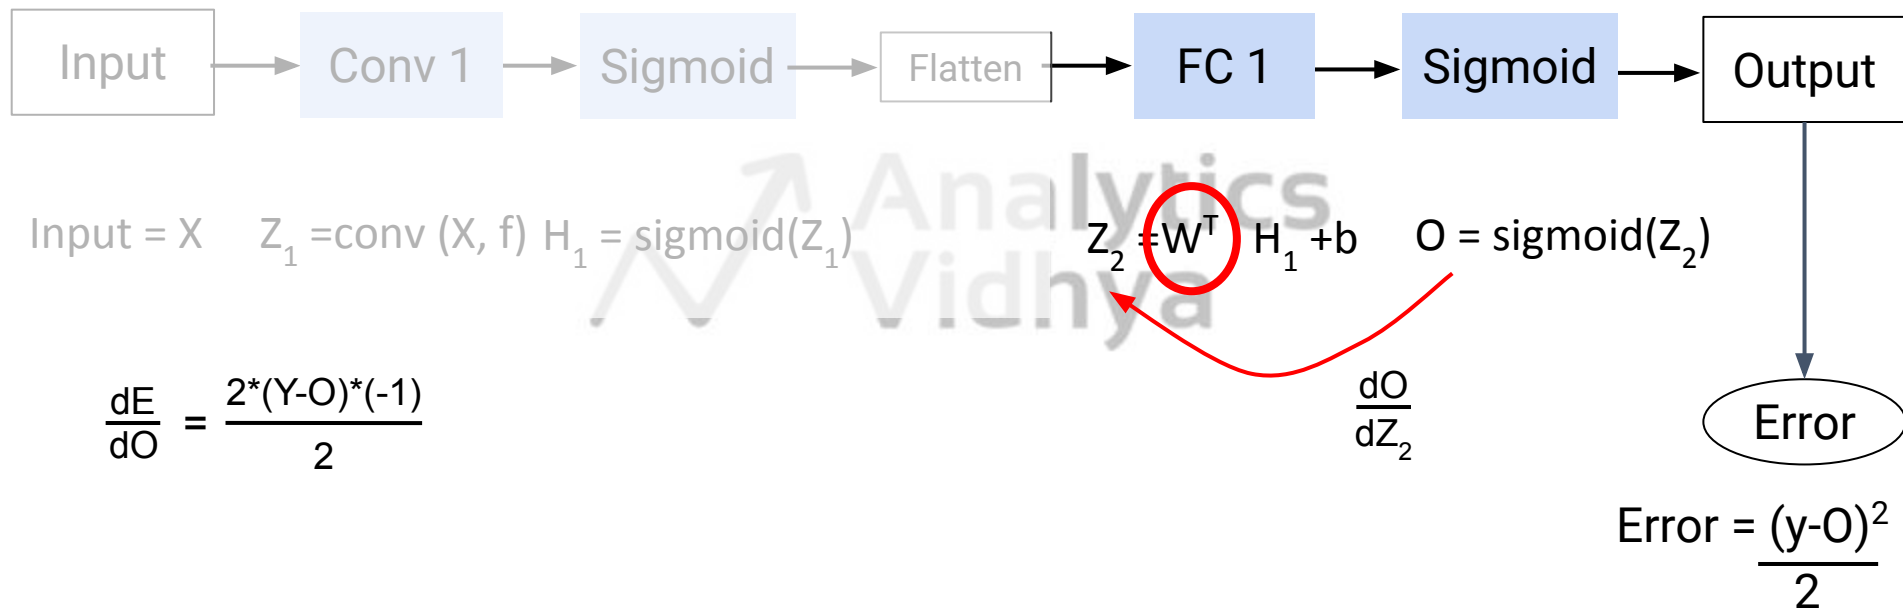 Input Conv 1 Sigmoid Flatten FC 1 Sigmoid Output
Analytics
Vidhya
Input = X Z₁ =conv (X, f) H₁ = sigmoid(Z₁) Z₂ =Wᵀ H₁ +b O = sigmoid(Z₂)
dE/dO = 2*(Y-O)*(-1)/2
dO/dZ₂
Error
Error = (y-O)²/2